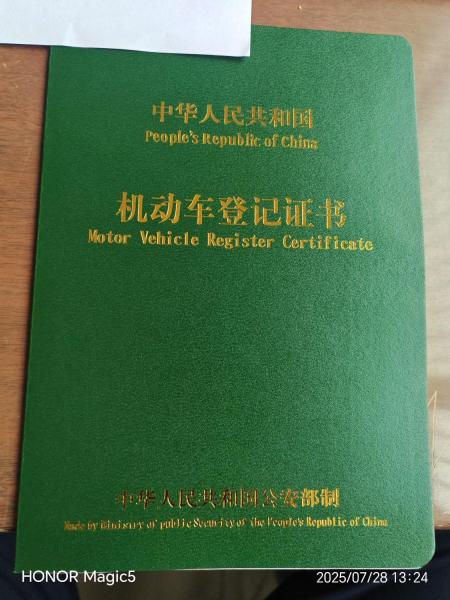 中华人民共和国
People's Republic of China
机动车登记证书
Motor Vehicle Register Certificate
中华人民共和国公安部制
Made by Ministry of public Security of the People's Republic of China
HONOR Magic5
2025/07/28 13:24